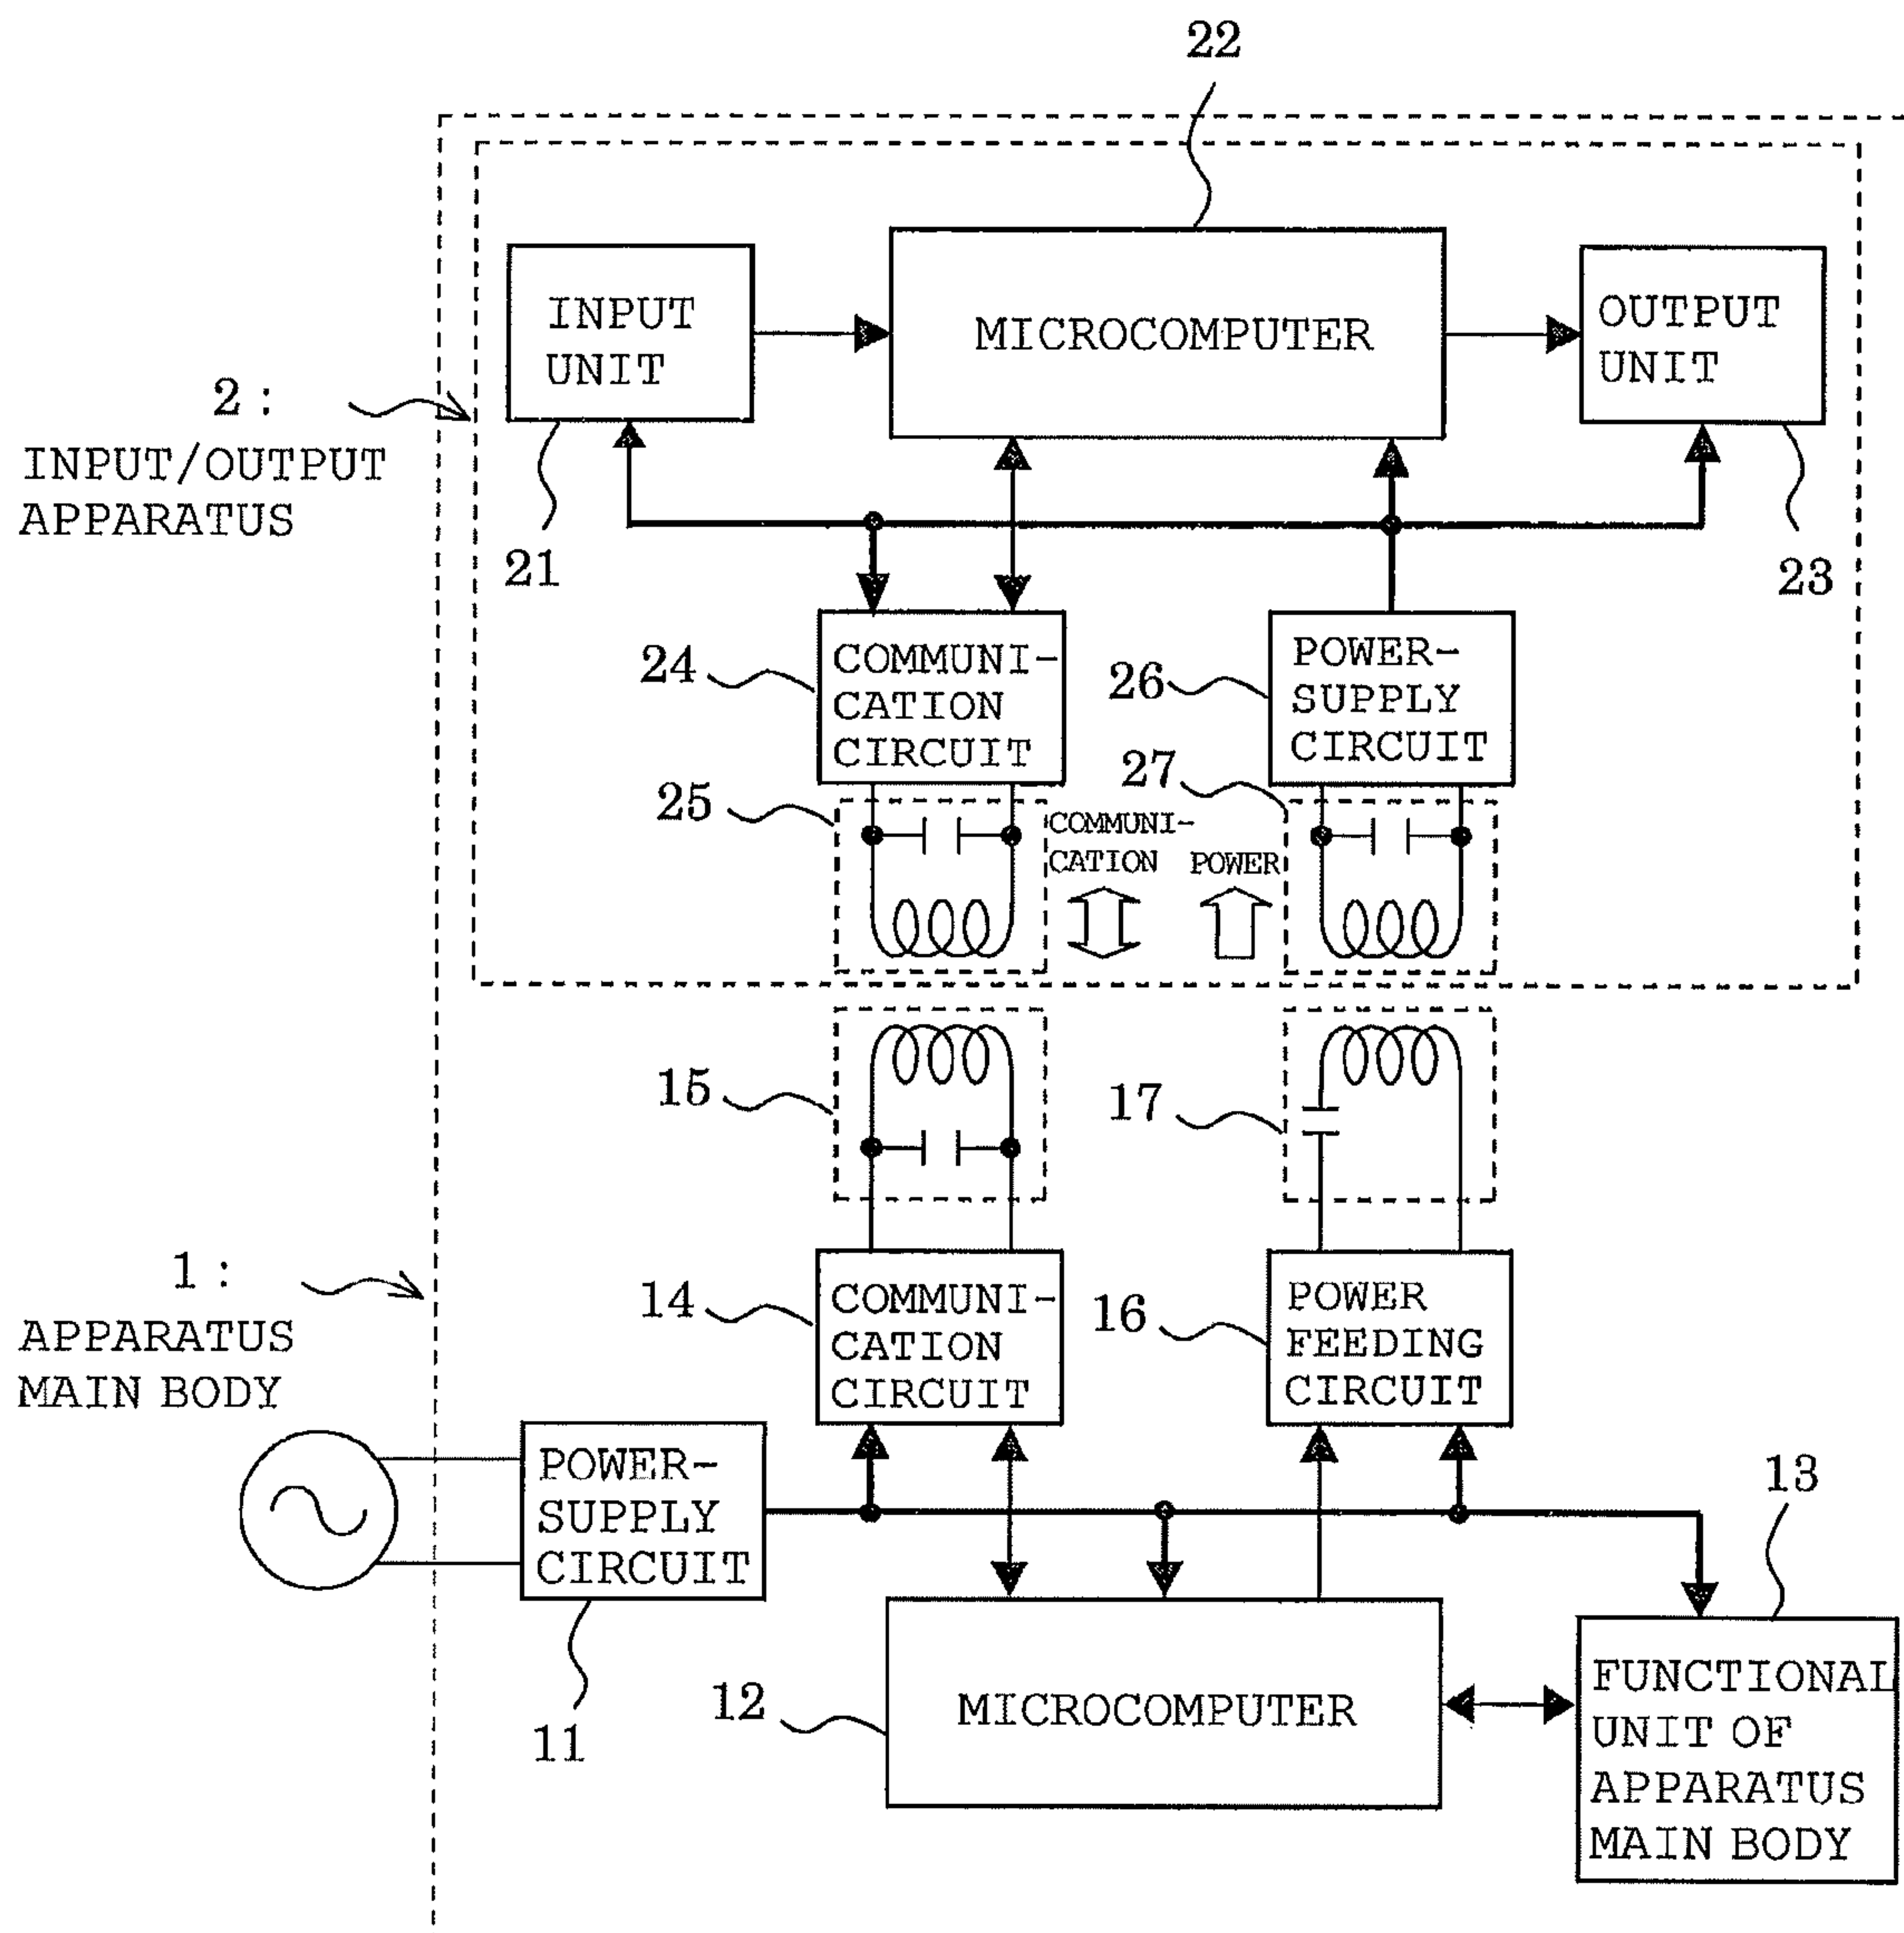 22
INPUT
UNIT
MICROCOMPUTER
OUTPUT
UNIT
2 :
INPUT/OUTPUT
APPARATUS
21
23
24
COMMUNI-
CATION
CIRCUIT
26
POWER-
SUPPLY
CIRCUIT
25
27
COMMUNI-
CATION
POWER
15
17
1 :
APPARATUS
MAIN BODY
14
COMMUNI-
CATION
CIRCUIT
16
POWER
FEEDING
CIRCUIT
POWER-
SUPPLY
CIRCUIT
13
11
12
MICROCOMPUTER
FUNCTIONAL
UNIT OF
APPARATUS
MAIN BODY